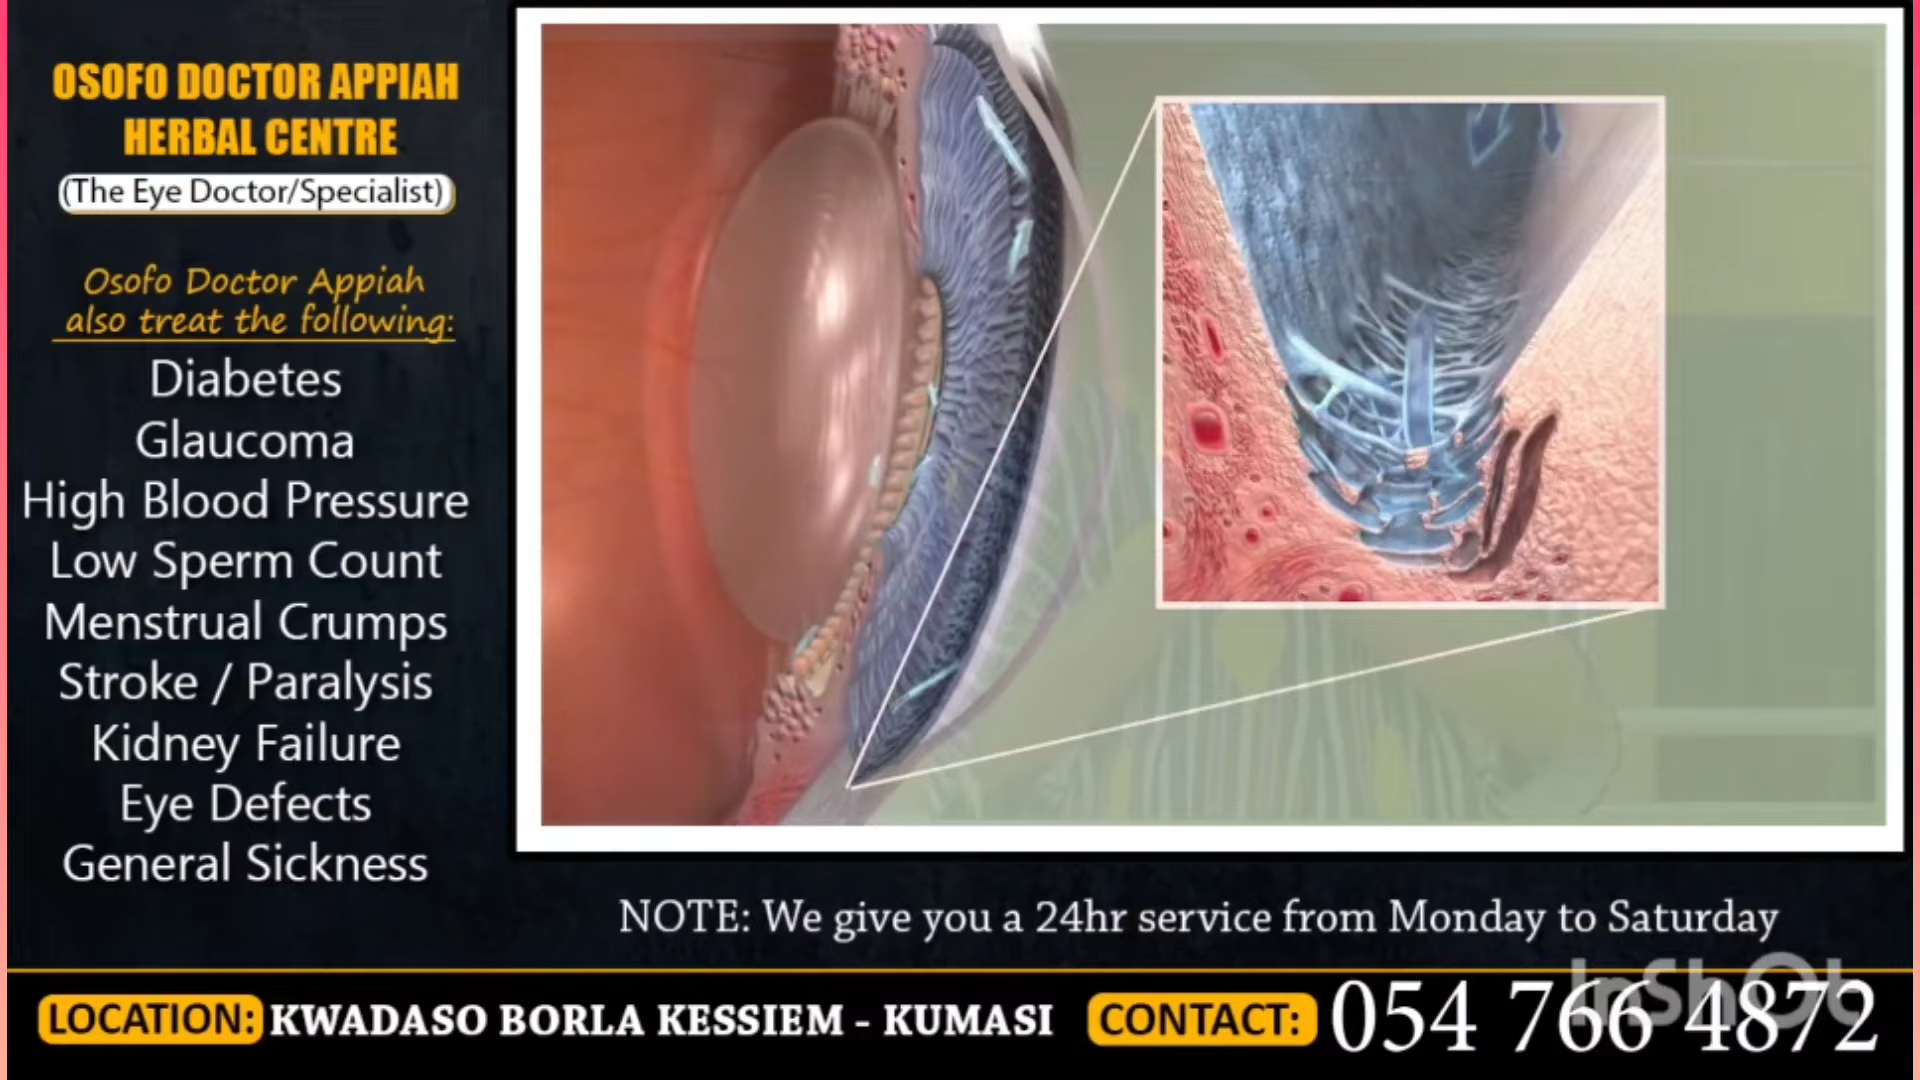 OSOFO DOCTOR APPIAH
HERBAL CENTRE
(The Eye Doctor/Specialist)
Osofo Doctor Appiah
also treat the following:
Diabetes
Glaucoma
High Blood Pressure
Low Sperm Count
Menstrual Crumps
Stroke / Paralysis
Kidney Failure
Eye Defects
General Sickness
NOTE: We give you a 24hr service from Monday to Saturday
InShOt
LOCATION: KWADASO BORLA KESSIEM - KUMASI
CONTACT: 054 766 4872